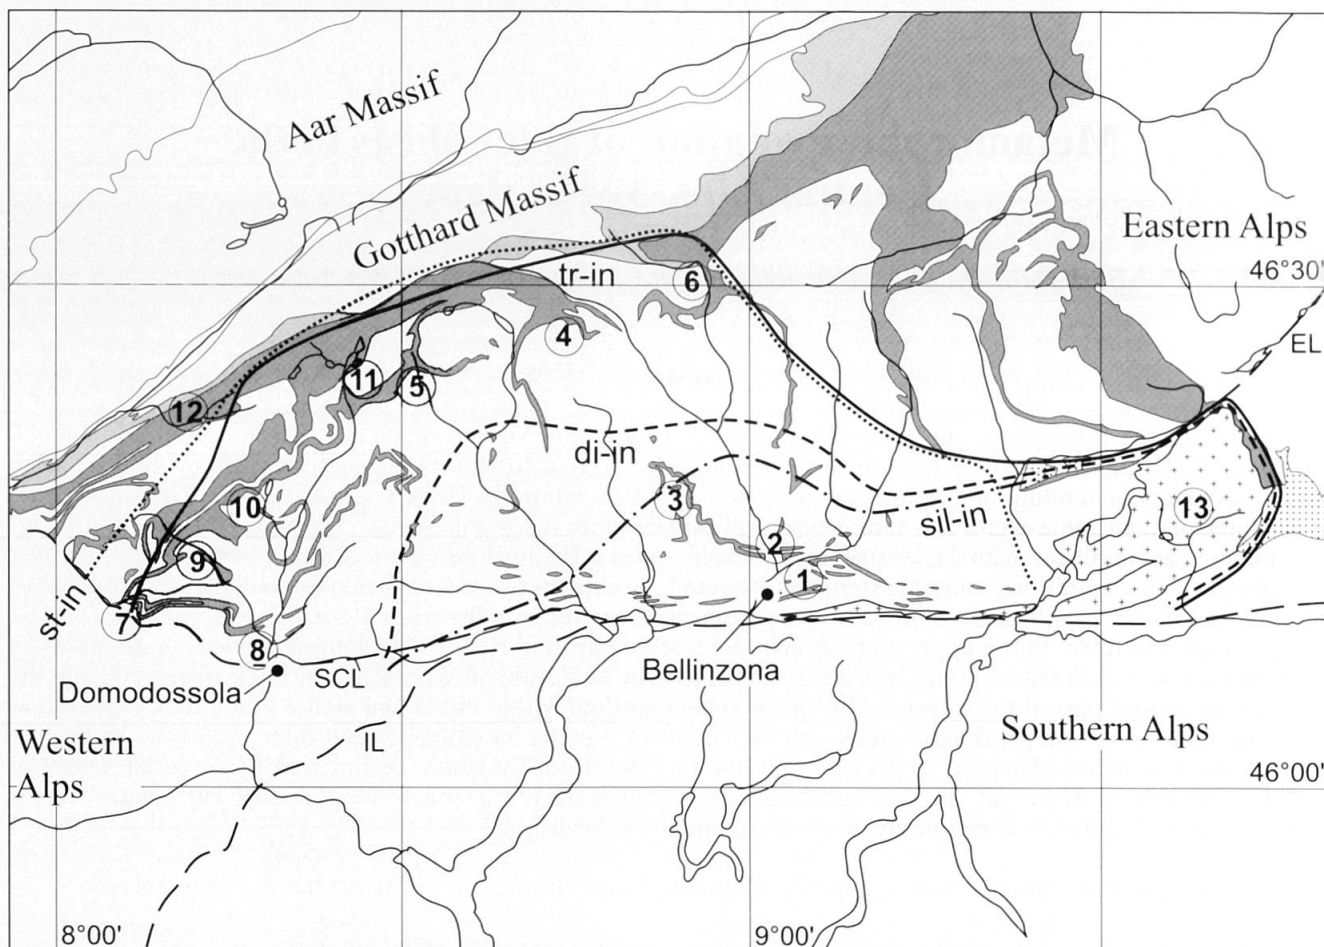 Aar Massif
Gotthard Massif
Eastern Alps
46°30'
tr-in
6
4
EL
11
5
12
di-in
3
sil-in
13
10
2
9
1
st-in
7
8
SCL
Bellinzona
Domodossola
Western
Alps
IL
Southern Alps
46°00'
8°00'
9°00'